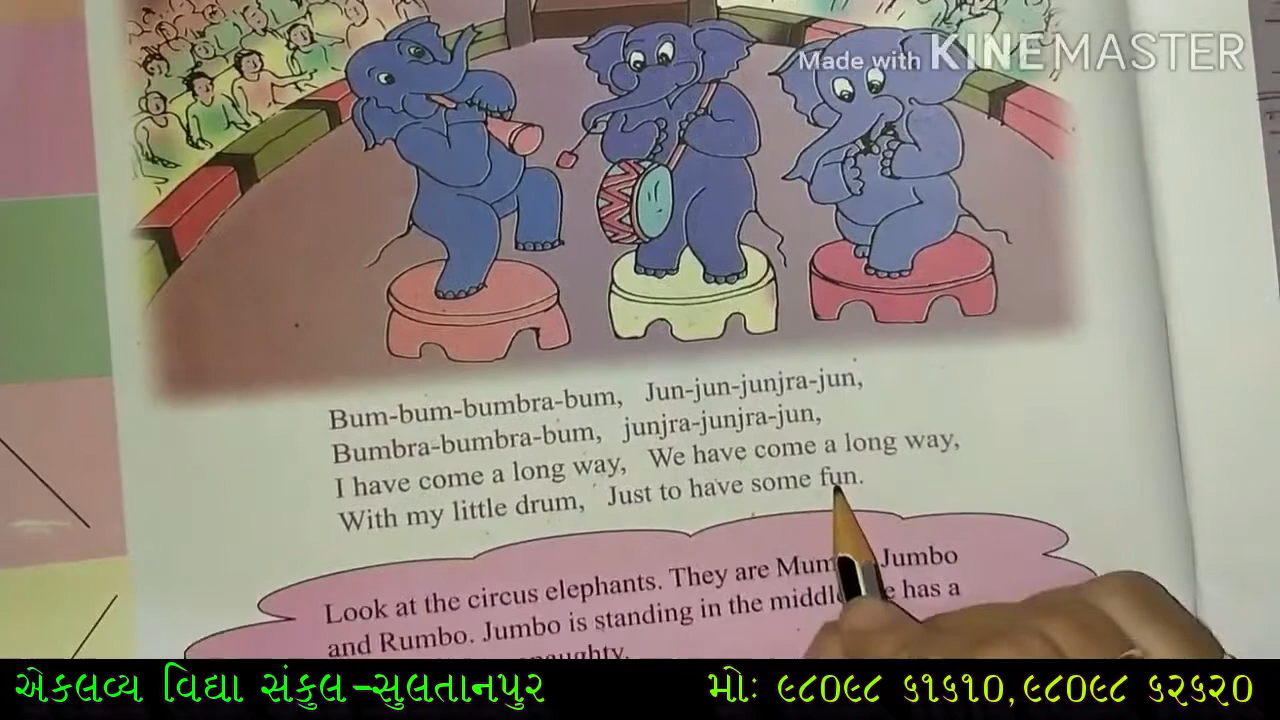 Made with KINEMASTER
Bum-bum-bumbra-bum, Jun-jun-junjra-jun,
Bumbra-bumbra-bum, junjra-junjra-jun,
I have come a long way, We have come a long way,
With my little drum, Just to have some fun.
Look at the circus elephants. They are Jumbo
and Rumbo. Jumbo is standing in the has a
naughty.
એકલવ્ય વિદ્યા સંકુલ-સુલતાનપુર મોઃ ૯૮૦૯૮ ૬૧૬૧૦,૯૮૦૯૮ ૬૨૬૨૦